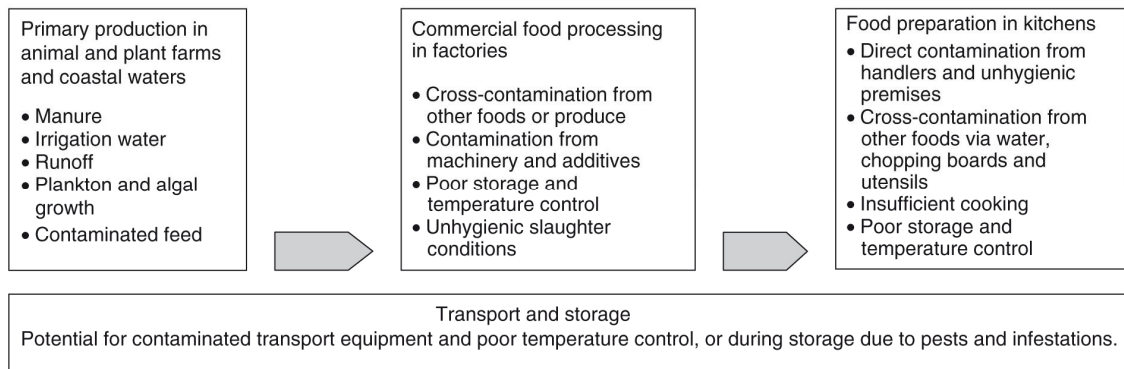 Primary production in
animal and plant farms
and coastal waters
• Manure
• Irrigation water
• Runoff
• Plankton and algal
growth
• Contaminated feed
Commercial food processing
in factories
• Cross-contamination from
other foods or produce
• Contamination from
machinery and additives
• Poor storage and
temperature control
• Unhygienic slaughter
conditions
Food preparation in kitchens
• Direct contamination from
handlers and unhygienic
premises
• Cross-contamination from
other foods via water,
chopping boards and
utensils
• Insufficient cooking
• Poor storage and
temperature control
Transport and storage
Potential for contaminated transport equipment and poor temperature control, or during storage due to pests and infestations.